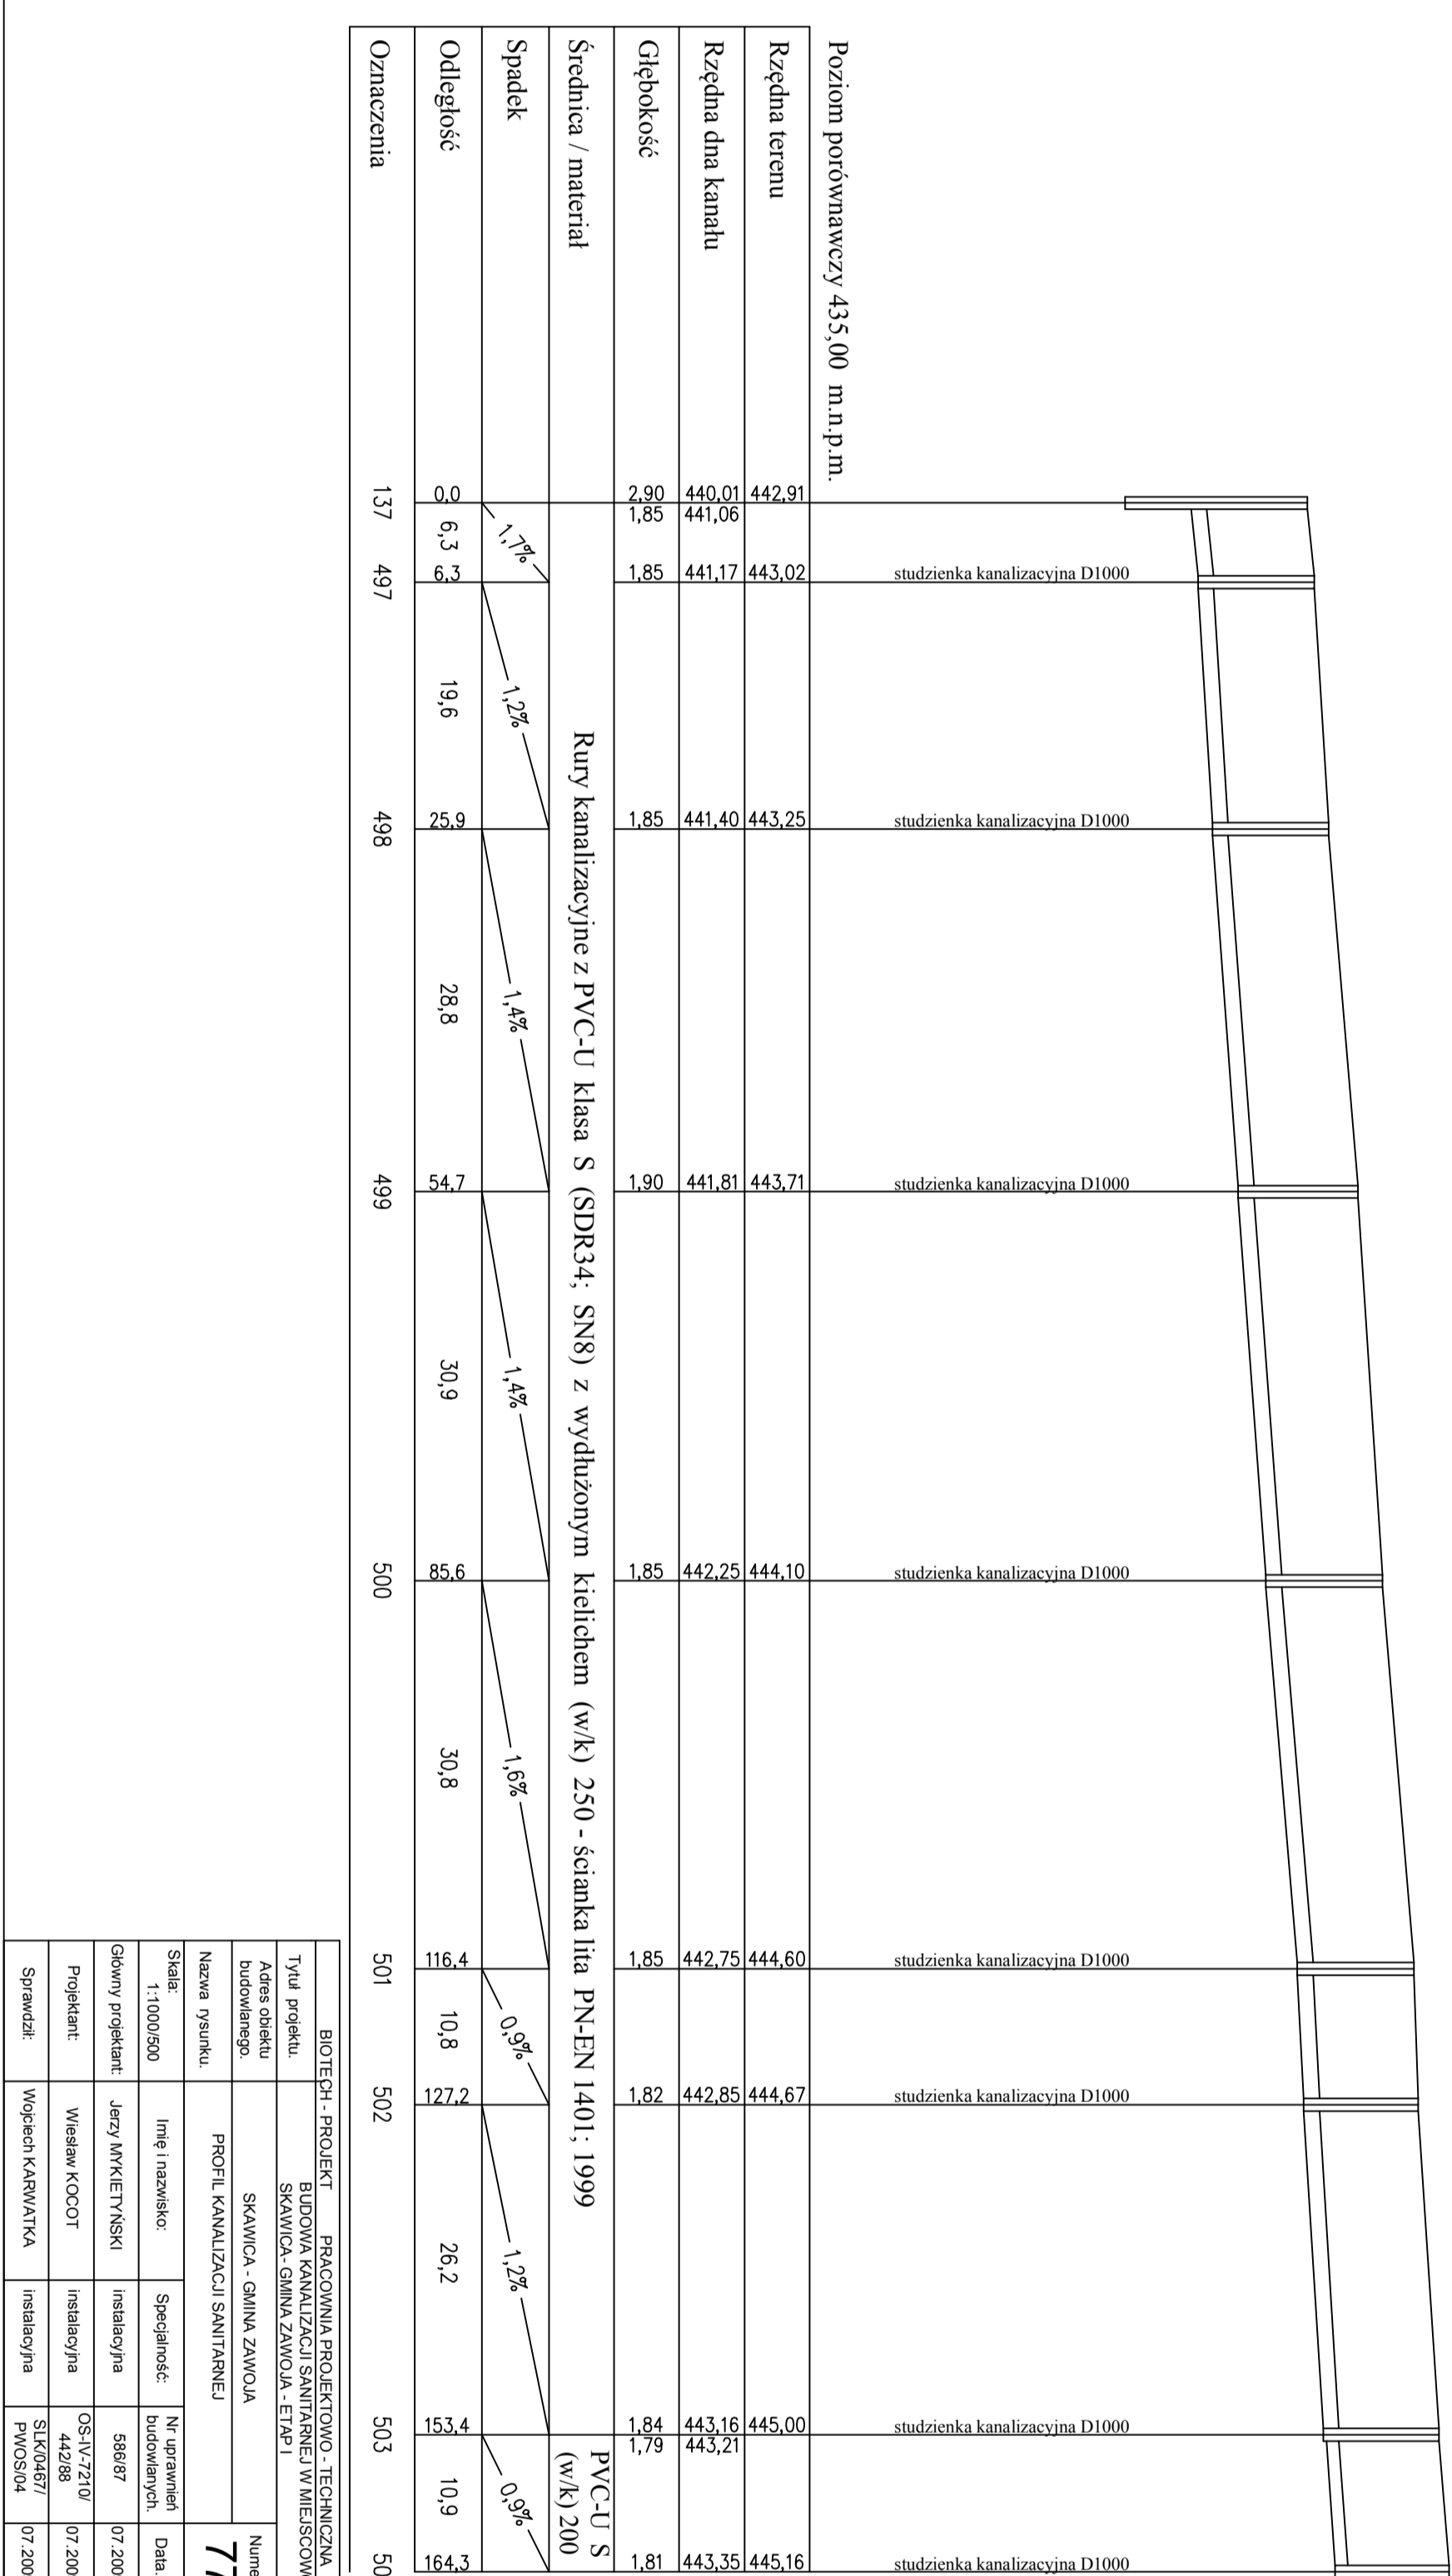 Poziom porównawczy 435,00 m.n.p.m.
studzienka kanalizacyjna D1000
studzienka kanalizacyjna D1000
studzienka kanalizacyjna D1000
studzienka kanalizacyjna D1000
studzienka kanalizacyjna D1000
studzienka kanalizacyjna D1000
studzienka kanalizacyjna D1000
studzienka kanalizacyjna D1000
Rzędna terenu 442,91 443,02 443,25 443,71 444,10 444,60 444,67 445,00 445,16
Rzędna dna kanału 440,01 441,06 441,17 441,40 441,81 442,25 442,75 442,85 443,16 443,21 443,35
Głębokość 2,90 1,85 1,85 1,85 1,90 1,85 1,85 1,82 1,84 1,79 1,81
Średnica / materiał Rury kanalizacyjne z PVC-U klasa S (SDR34; SN8) z wydłużonym kielichem (w/k) 250 - ścianka lita PN-EN 1401; 1999
PVC-U S
(w/k) 200
Spadek 1,7% 1,2% 1,4% 1,4% 1,6% 0,9% 1,2% 0,9%
Odległość 0,0 6,3 6,3 19,6 25,9 28,8 54,7 30,9 85,6 30,8 116,4 10,8 127,2 26,2 153,4 10,9 164,3
Oznaczenia 137 497 498 499 500 501 502 503
BIOTECH - PROJEKT PRACOWNIA PROJEKTOWO - TECHNICZNA
Tytuł projektu.
BUDOWA KANALIZACJI SANITARNEJ W
SKAWICA- GMINA ZAWOJA - ETAP I
Adres obiektu
budowlanego.
SKAWICA - GMINA ZAWOJA
Nazwa rysunku.
PROFIL KANALIZACJI SANITARNEJ
Skala:
1:1000/500
Imię i nazwisko:
Specjalność:
Nr uprawnień
budowlanych.
Data.
Główny projektant: Jerzy MYKIETYŃSKI instalacyjna 586/87
Projektant: Wiesław KOCOT instalacyjna OS-IV-7210/
442/88
Sprawdził: Wojciech KARWATKA instalacyjna SLK/0467/
PWOS/04